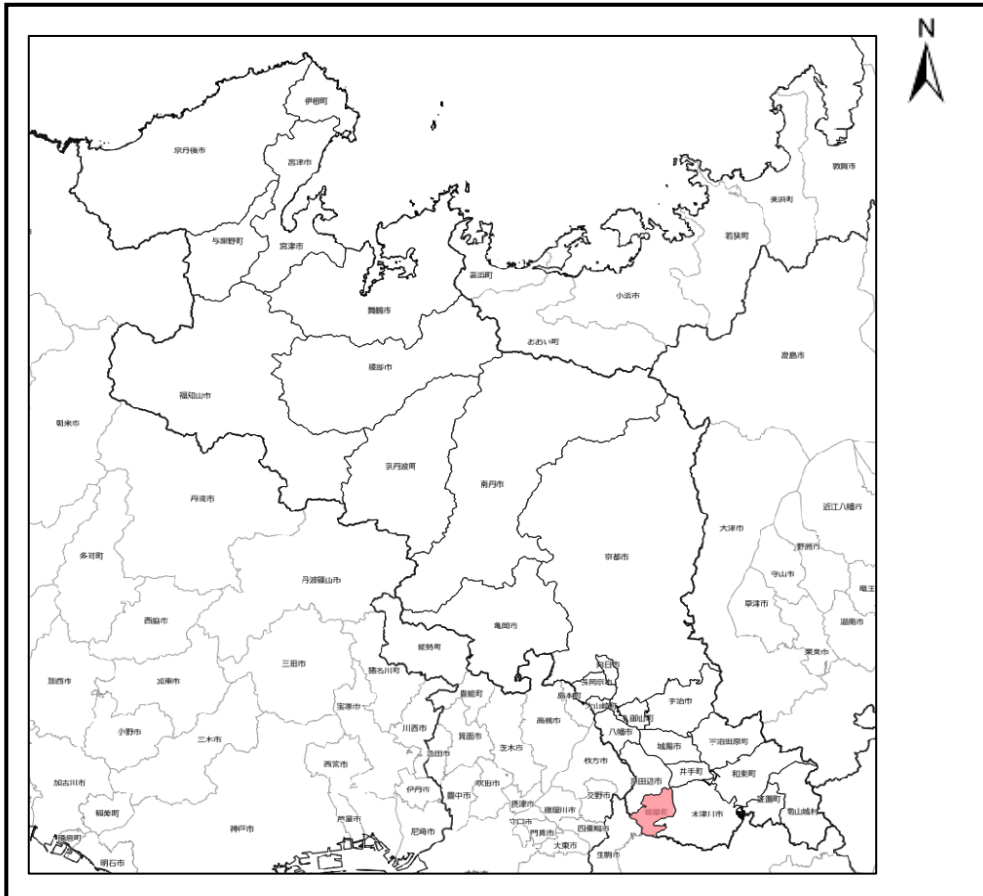 N
伊根町
京丹後市
宮津市
敦賀市
美浜町
若狭町
与謝野町
宮津市
高浜町
小浜市
舞鶴市
おおい町
高島市
綾部市
福知山市
朝来市
京丹波町
南丹市
丹波市
近江八幡市
大津市
多可町
野洲市
京都市
守山市
丹波篠山市
竜王
草津市
西脇市
湖南市
亀岡市
能勢町
栗東市
三田市
向日市
猪名川町
長岡京市
加西市
加東市
豊能町
島本町
大山崎町
宇治市
宝塚市
久御山町
高槻市
川西市
小野市
三木市
箕面市
八幡市
宇治田原町
茨木市
城陽市
池田市
枚方市
西宮市
井手町
和束町
加古川市
吹田市
京田辺市
伊丹市
豊中市
交野市
笠置町
摂津市
寝屋川市
精華町
木津川市
南山城村
稲美町
芦屋市
守口市
神戸市
尼崎市
門真市
四條畷市
播磨町
大東市
生駒市
明石市